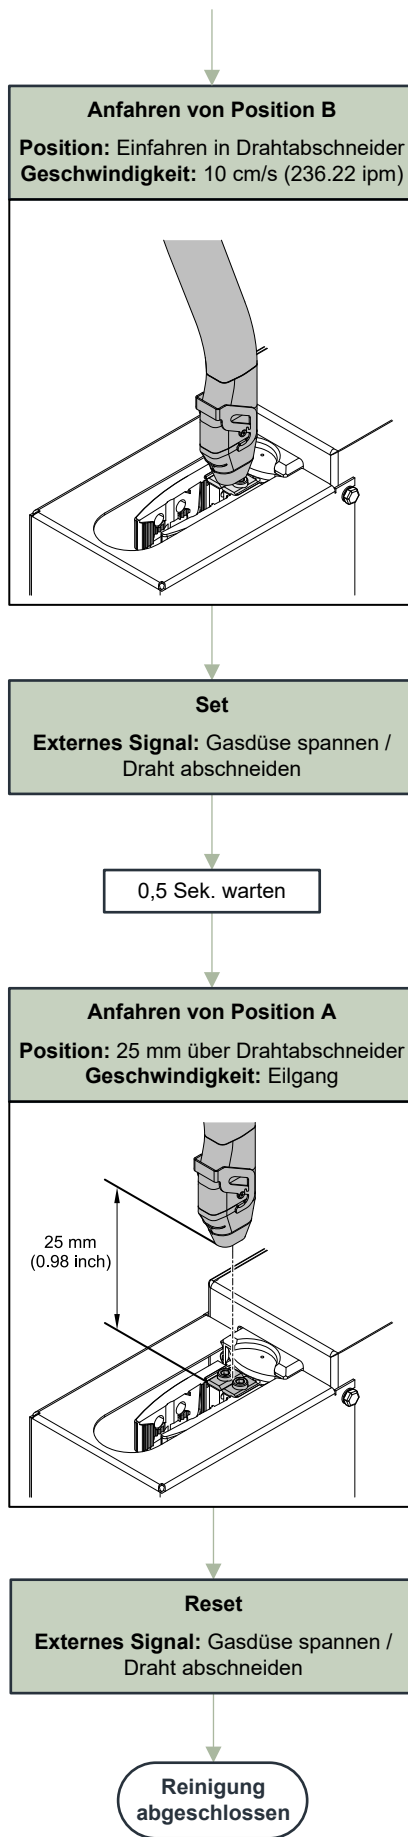 Anfahren von Position B
Position: Einfahren in Drahtabschneider
Geschwindigkeit: 10 cm/s (236.22 ipm)
Set
Externes Signal: Gasdüse spannen /
Draht abschneiden
0,5 Sek. warten
Anfahren von Position A
Position: 25 mm über Drahtabschneider
Geschwindigkeit: Eilgang
25 mm
(0.98 inch)
Reset
Externes Signal: Gasdüse spannen /
Draht abschneiden
Reinigung
abgeschlossen